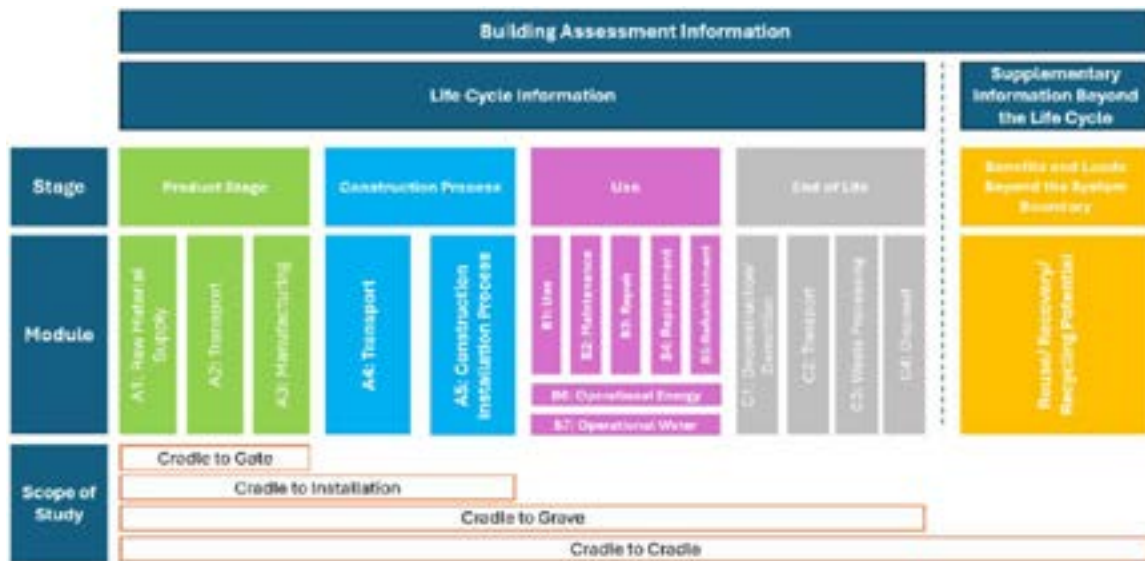 Building Assessment Information
Life Cycle Information
Supplementary
Information Beyond
the Life Cycle
Stage
Product Stage
Construction Process
Use
End of Life
Benefits and Loads
Beyond the System
Boundary
Module
A1: Raw Material
Supply
A2: Transport
A3: Manufacturing
A4: Transport
A5: Construction
Installation Process
B1: Use
B2: Maintenance
B3: Repair
B4: Replacement
B5: Refurbishment
B6: Operational Energy
B7: Operational Water
C1: Deconstruction/
Demolition
C2: Transport
C3: Waste Processing
C4: Disposal
Reuse/ Recovery/
Recycling Potential
Scope of
Study
Cradle to Gate
Cradle to Installation
Cradle to Grave
Cradle to Cradle